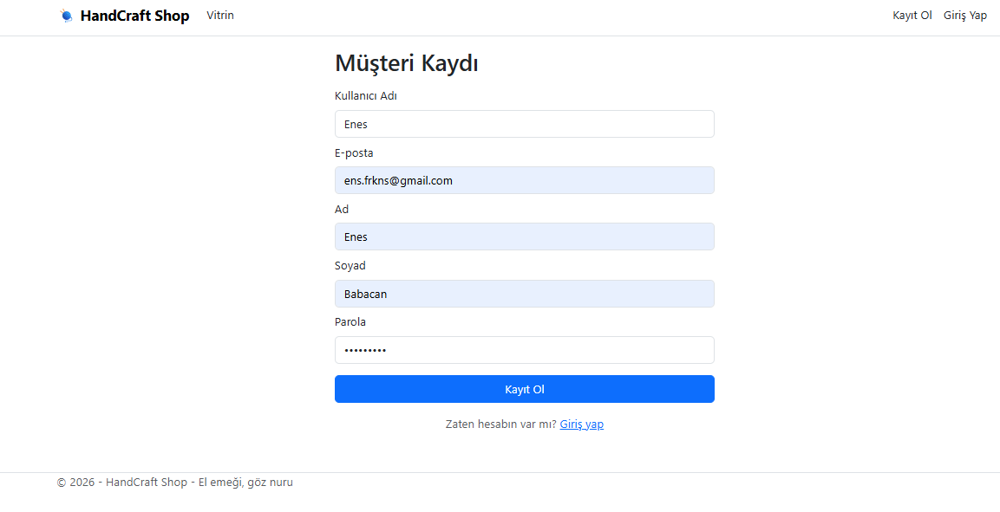 HandCraft Shop Vitrin Kayıt Ol Giriş Yap
Müşteri Kaydı
Kullanıcı Adı
Enes
E-posta
ens.frkns@gmail.com
Ad
Enes
Soyad
Babacan
Parola
•••••••••
Kayıt Ol
Zaten hesabın var mı? Giriş yap
© 2026 - HandCraft Shop - El emeği, göz nuru